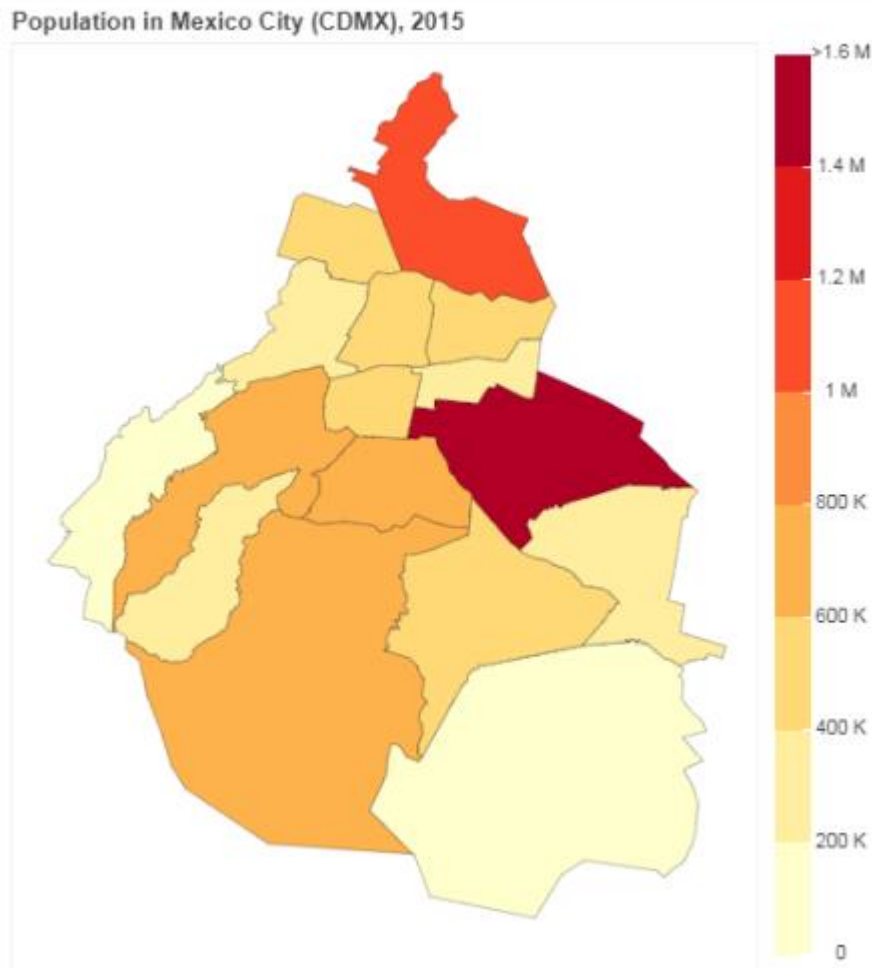 Population in Mexico City (CDMX), 2015
>1.6 M
1.4 M
1.2 M
1 M
800 K
600 K
400 K
200 K
0